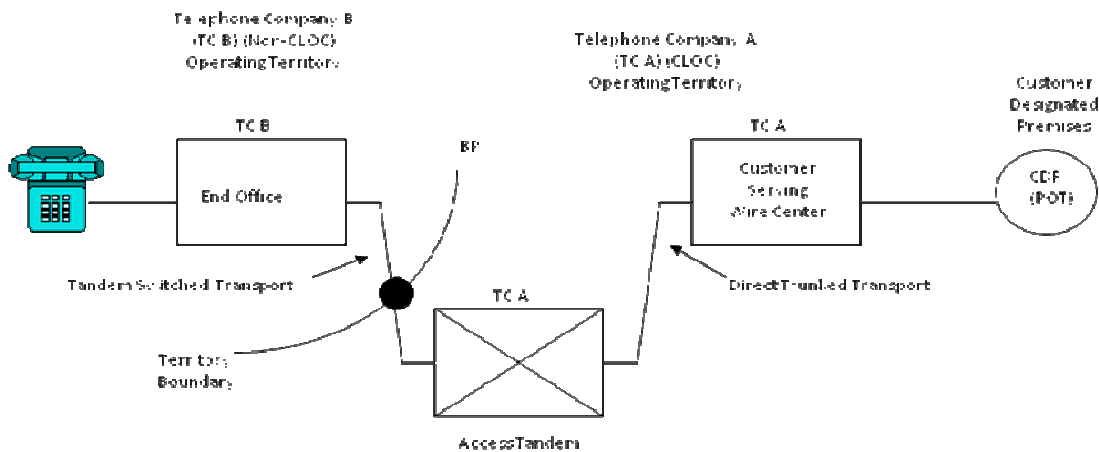 Telephone Company B
(TC B) (Non-CLOC)
Operating Territory
Telephone Company A
(TC A) (CLOC)
Operating Territory
Customer
Designated
Premises
TC B
TC A
BP
End Office
Customer
Serving
Wire Center
CDP
(POT)
Tandem Switched Transport
Direct Trunked Transport
TC A
Territory
Boundary
Access Tandem